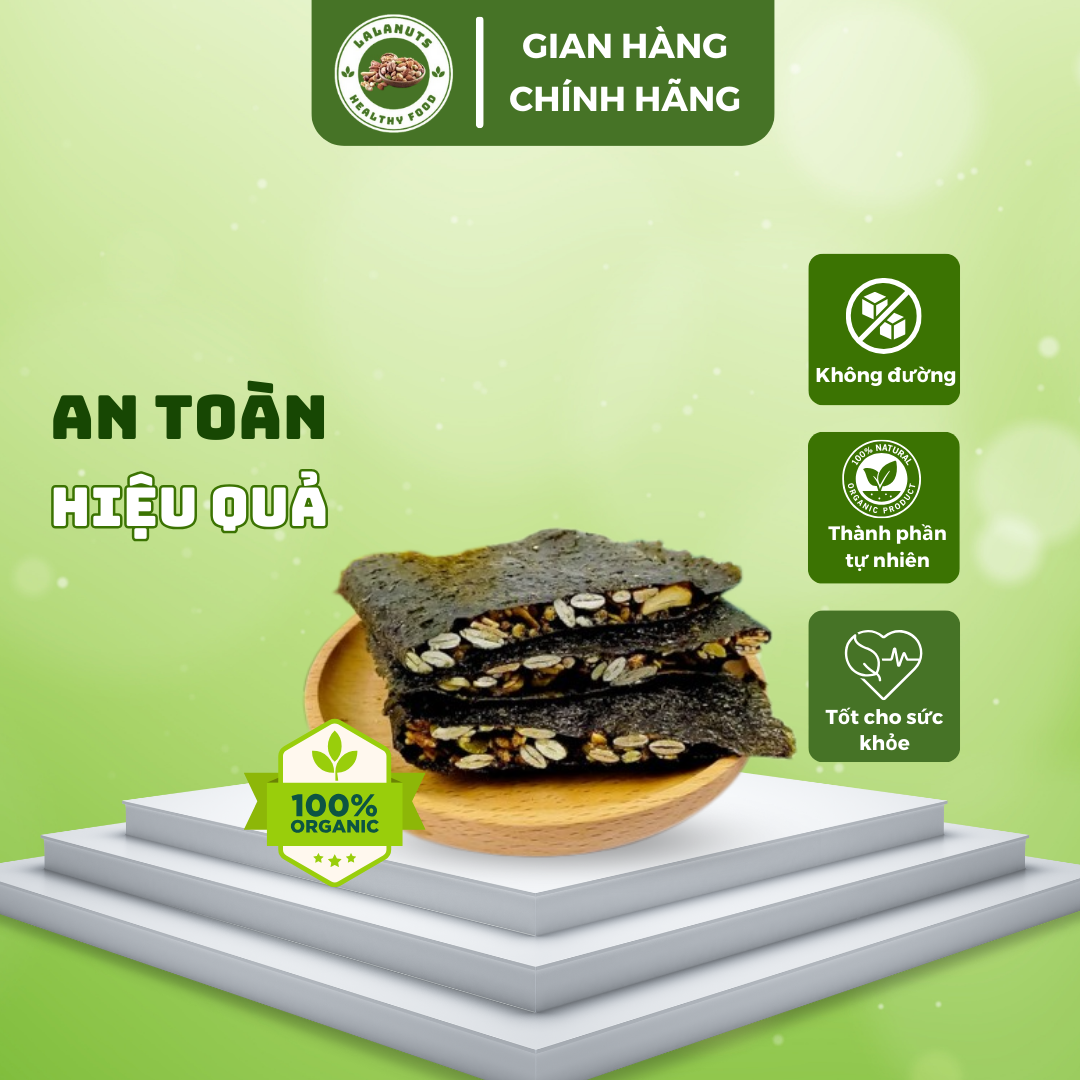 LALANUTS
HEALTHY FOOD
GIAN HÀNG
CHÍNH HÃNG
Không đường
AN TOÀN
HIỆU QUẢ
100% NATURAL
ORGANIC PRODUCT
Thành phần
tự nhiên
Tốt cho sức
khỏe
100%
ORGANIC